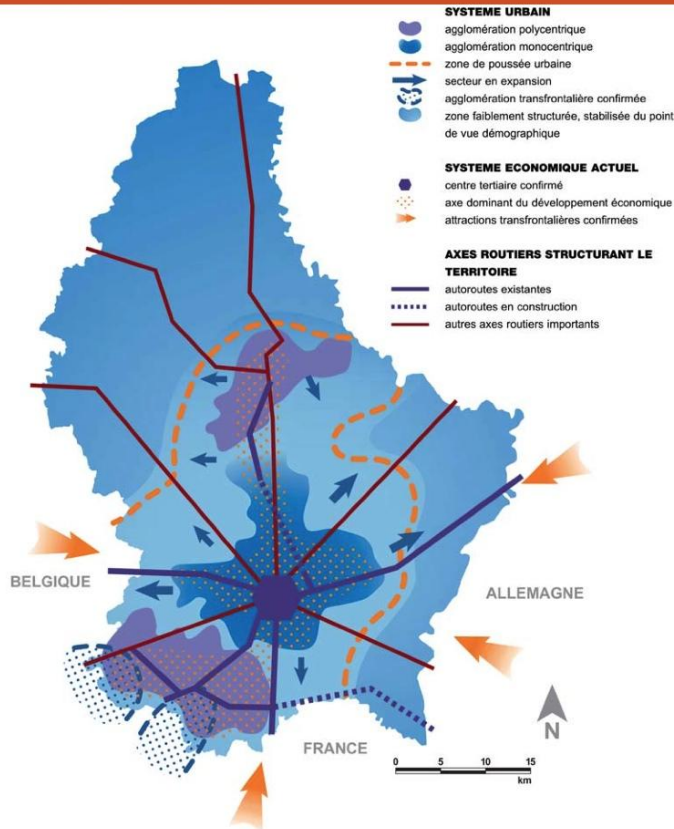 SYSTEME URBAIN
agglomération polycentrique
agglomération monocentrique
zone de poussée urbaine
secteur en expansion
agglomération transfrontalière confirmée
zone faiblement structurée, stabilisée du point
de vue démographique
SYSTEME ECONOMIQUE ACTUEL
centre tertiaire confirmé
axe dominant du développement économique
attractions transfrontalières confirmées
AXES ROUTIERS STRUCTURANT LE
TERRITOIRE
autoroutes existantes
autoroutes en construction
autres axes routiers importants
BELGIQUE
ALLEMAGNE
FRANCE
N
0 5 10 15
km